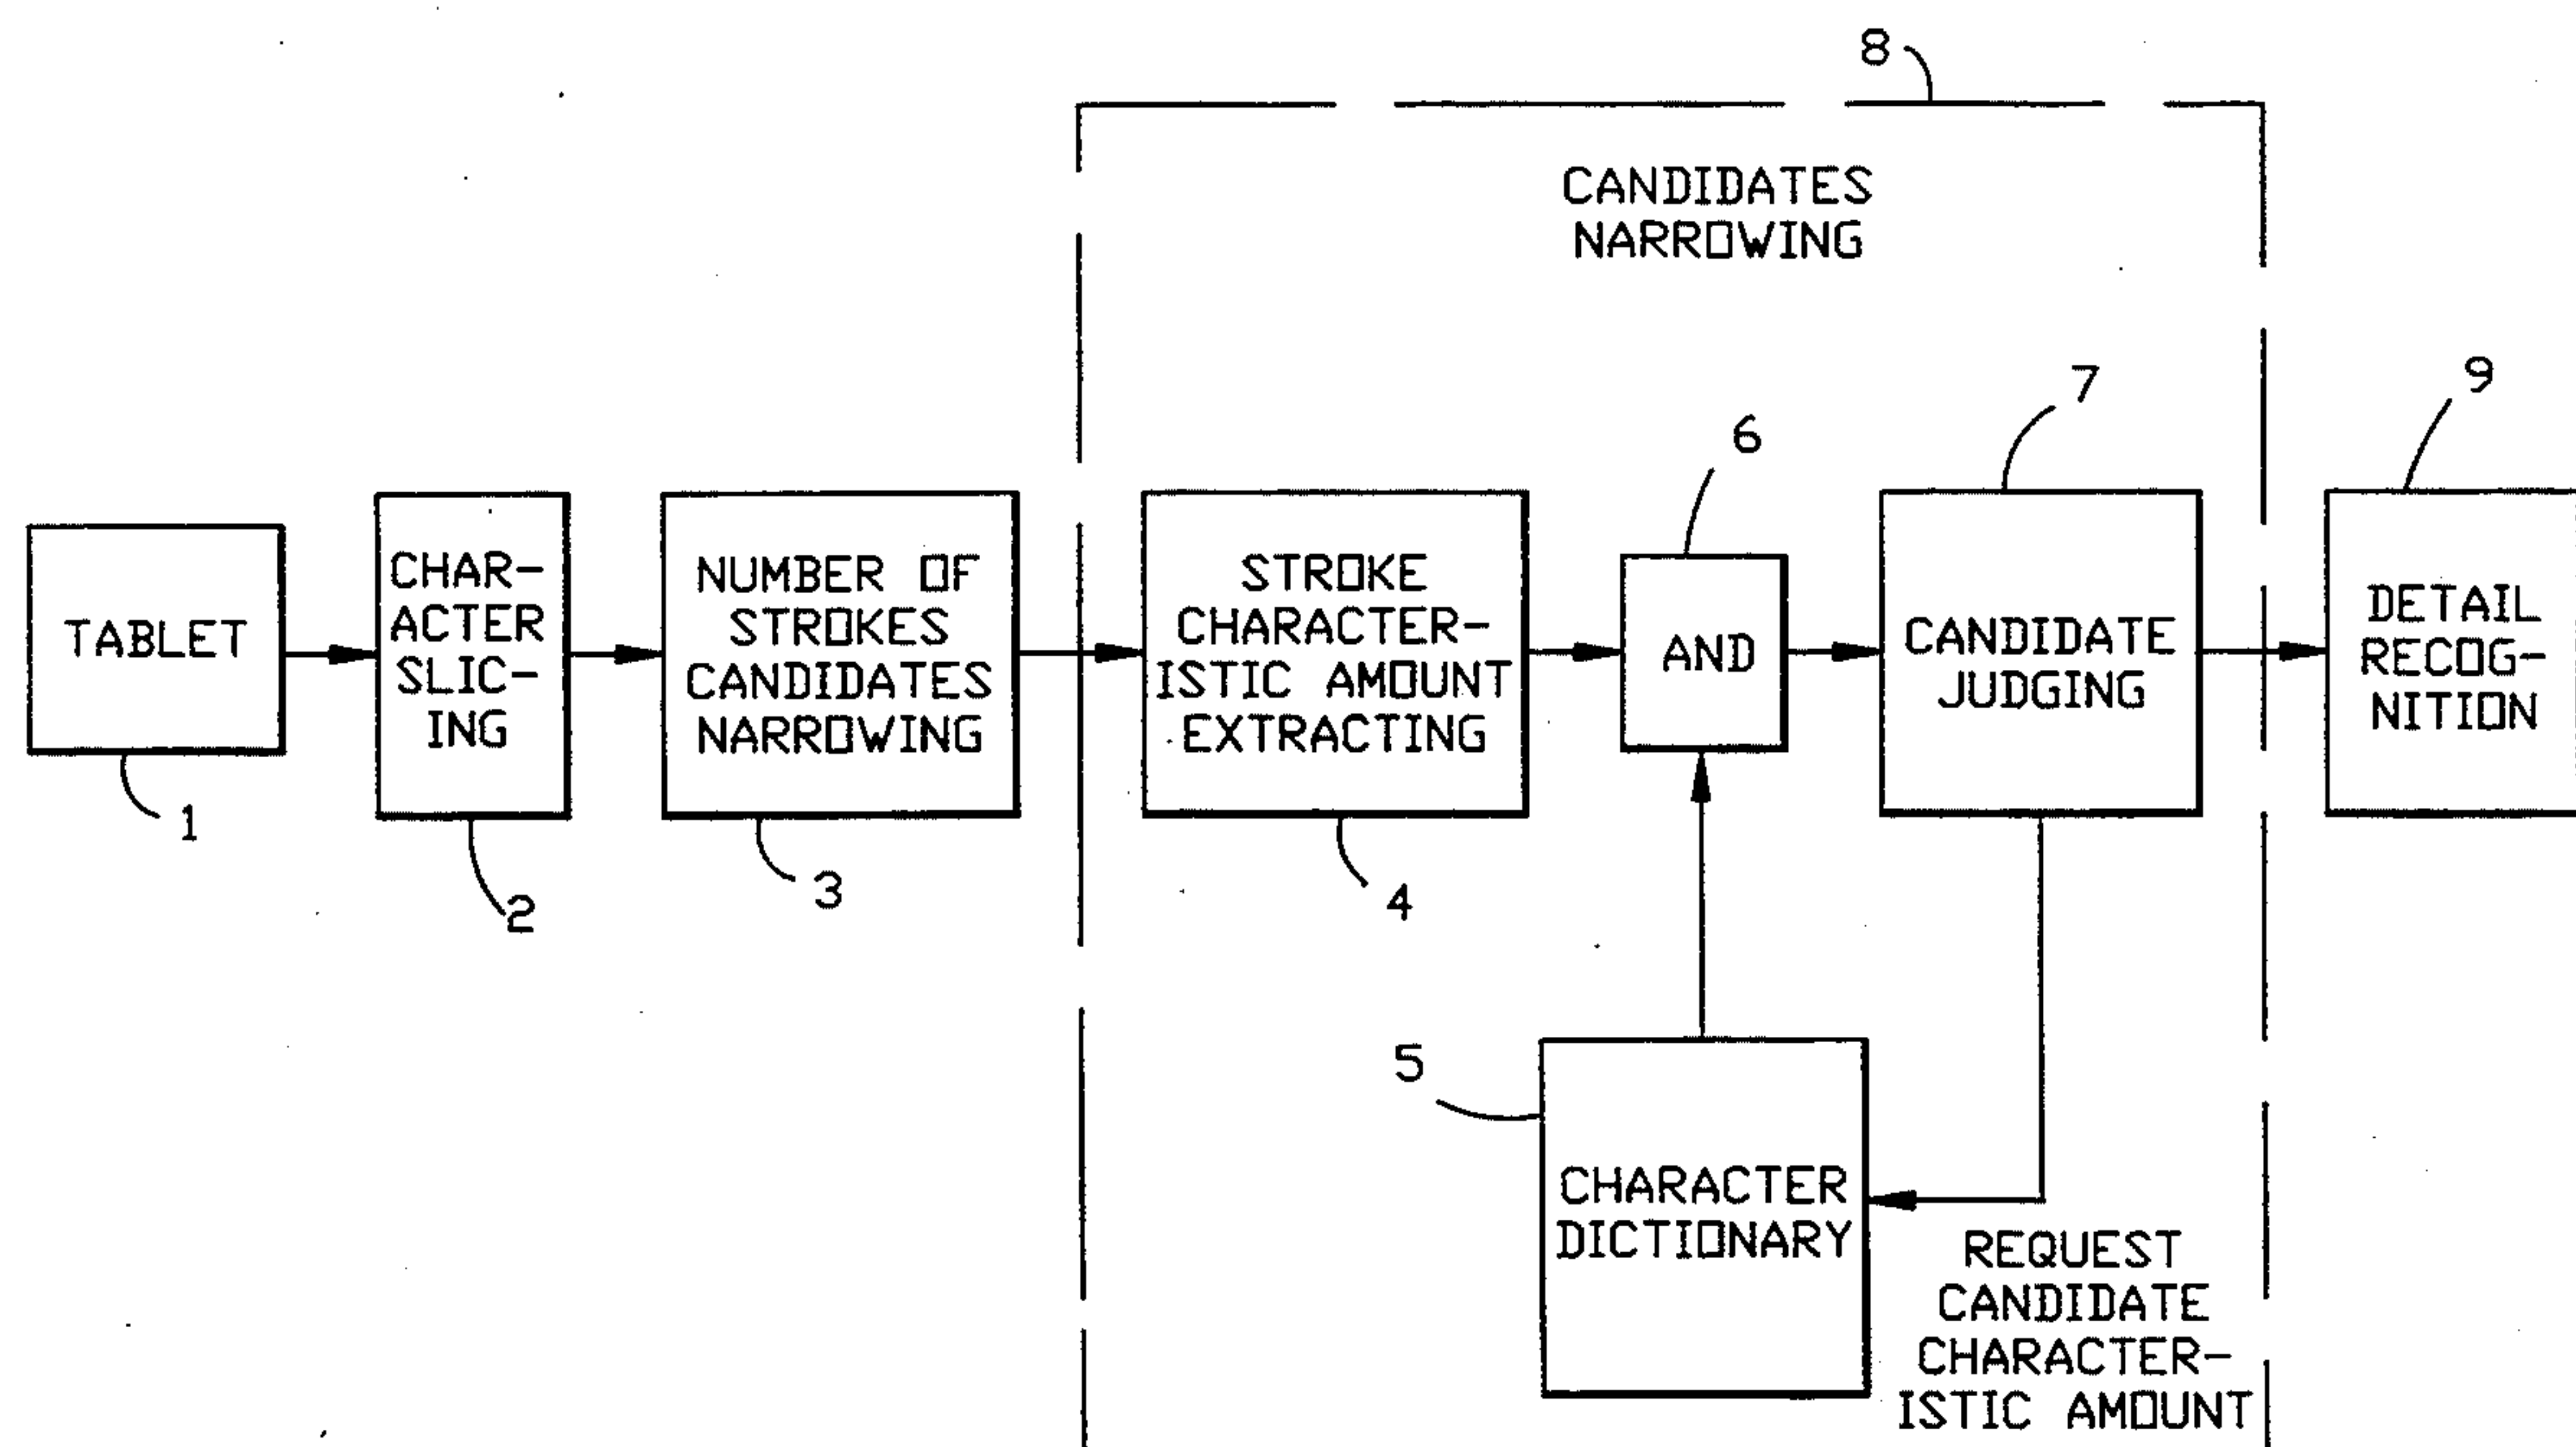 8
CANDIDATES
NARROWING
7
9
6
TABLET
CHAR-
ACTER
SLIC-
ING
NUMBER OF
STROKES
CANDIDATES
NARROWING
STROKE
CHARACTER-
ISTIC AMOUNT
EXTRACTING
AND
CANDIDATE
JUDGING
DETAIL
RECOG-
NITION
1
2
3
4
5
CHARACTER
DICTIONARY
REQUEST
CANDIDATE
CHARACTER-
ISTIC AMOUNT